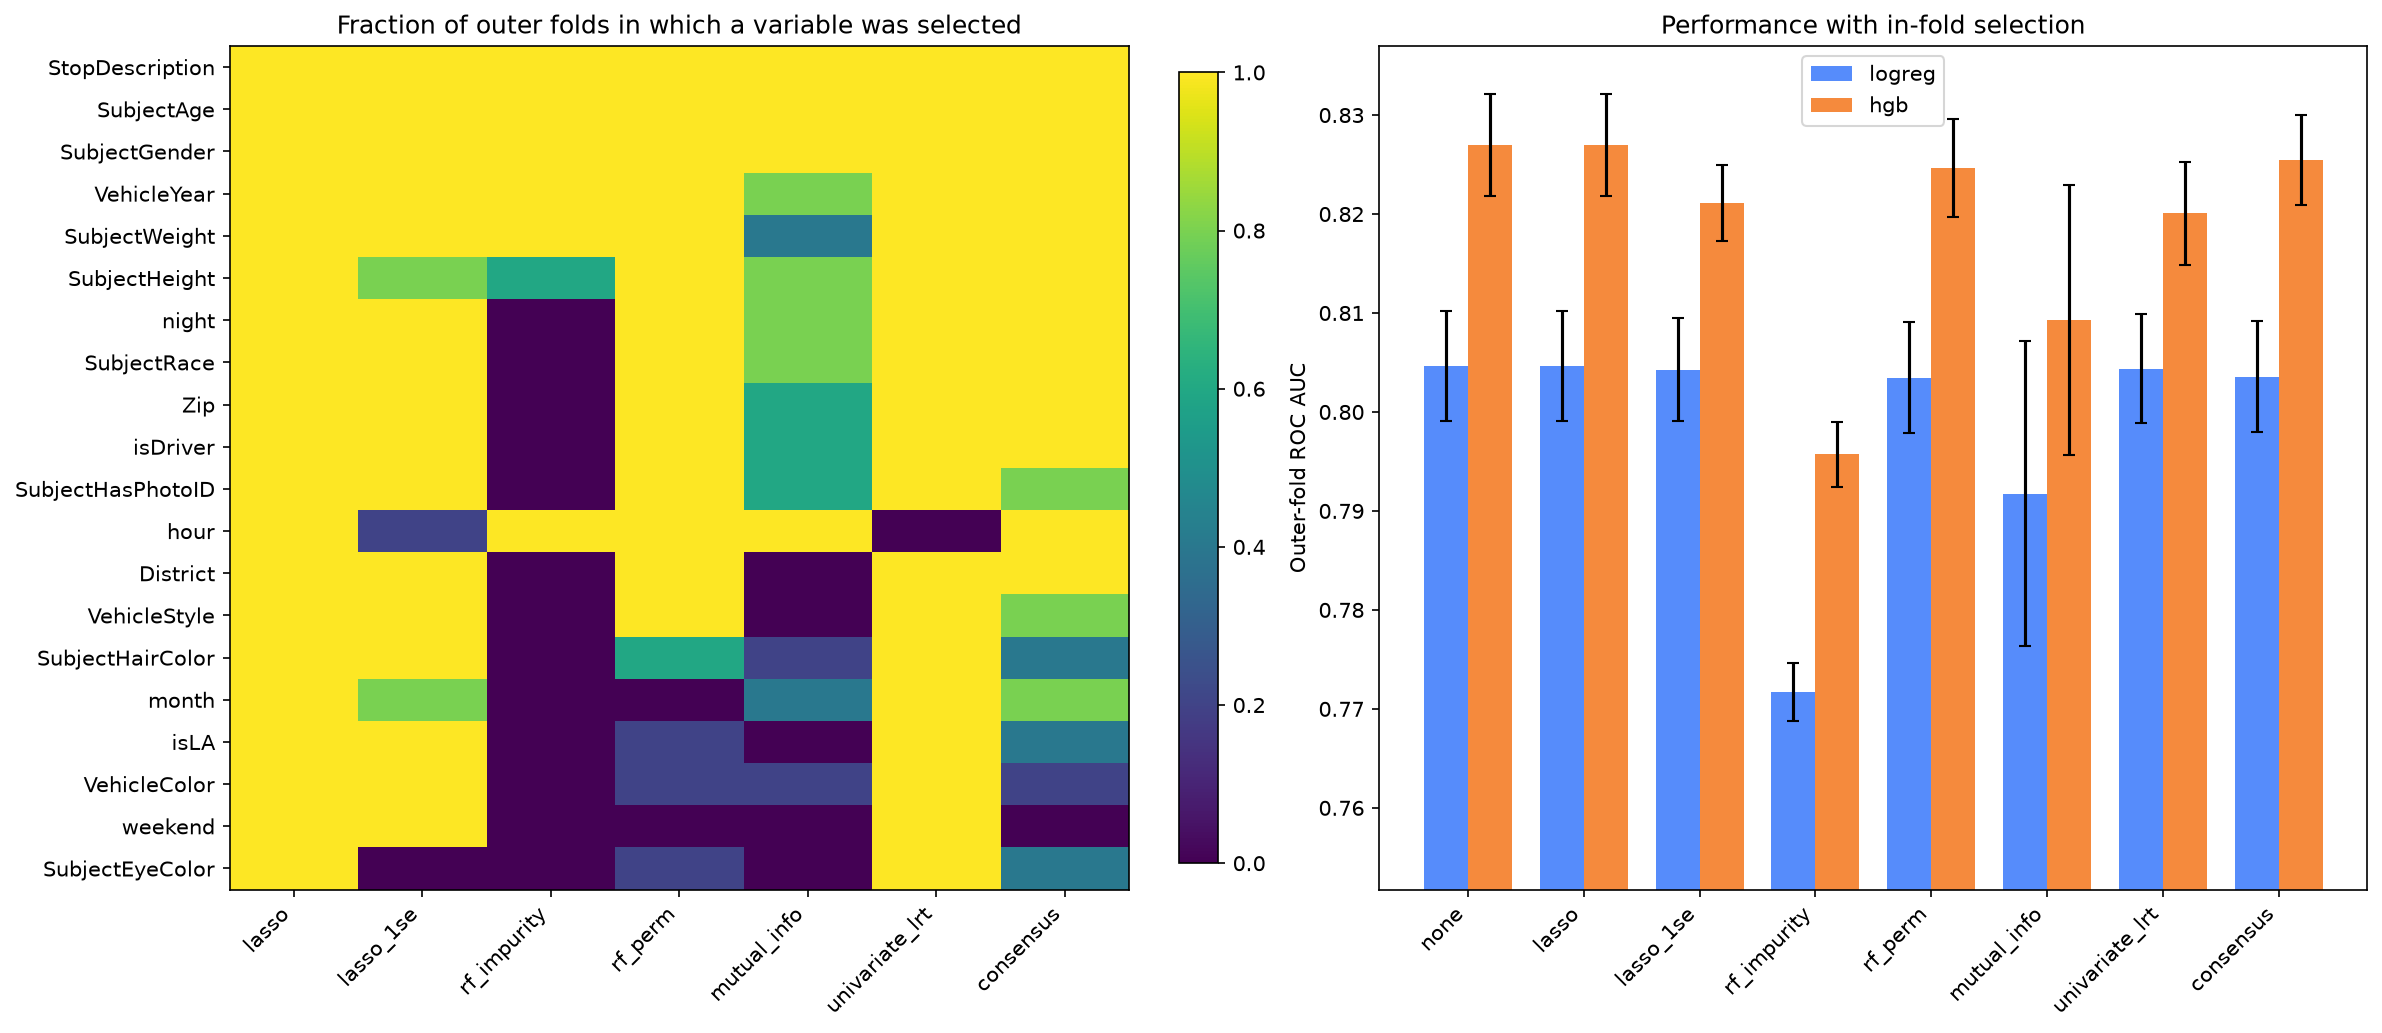 Fraction of outer folds in which a variable was selected
StopDescription
SubjectAge
SubjectGender
VehicleYear
SubjectWeight
SubjectHeight
night
SubjectRace
Zip
isDriver
SubjectHasPhotoID
hour
District
VehicleStyle
SubjectHairColor
month
isLA
VehicleColor
weekend
SubjectEyeColor
lasso
lasso_1se
rf_impurity
rf_perm
mutual_info
univariate_lrt
consensus
1.0
0.8
0.6
0.4
0.2
0.0
Performance with in-fold selection
logreg
hgb
Outer-fold ROC AUC
0.83
0.82
0.81
0.80
0.79
0.78
0.77
0.76
none
lasso
lasso_1se
rf_impurity
rf_perm
mutual_info
univariate_lrt
consensus